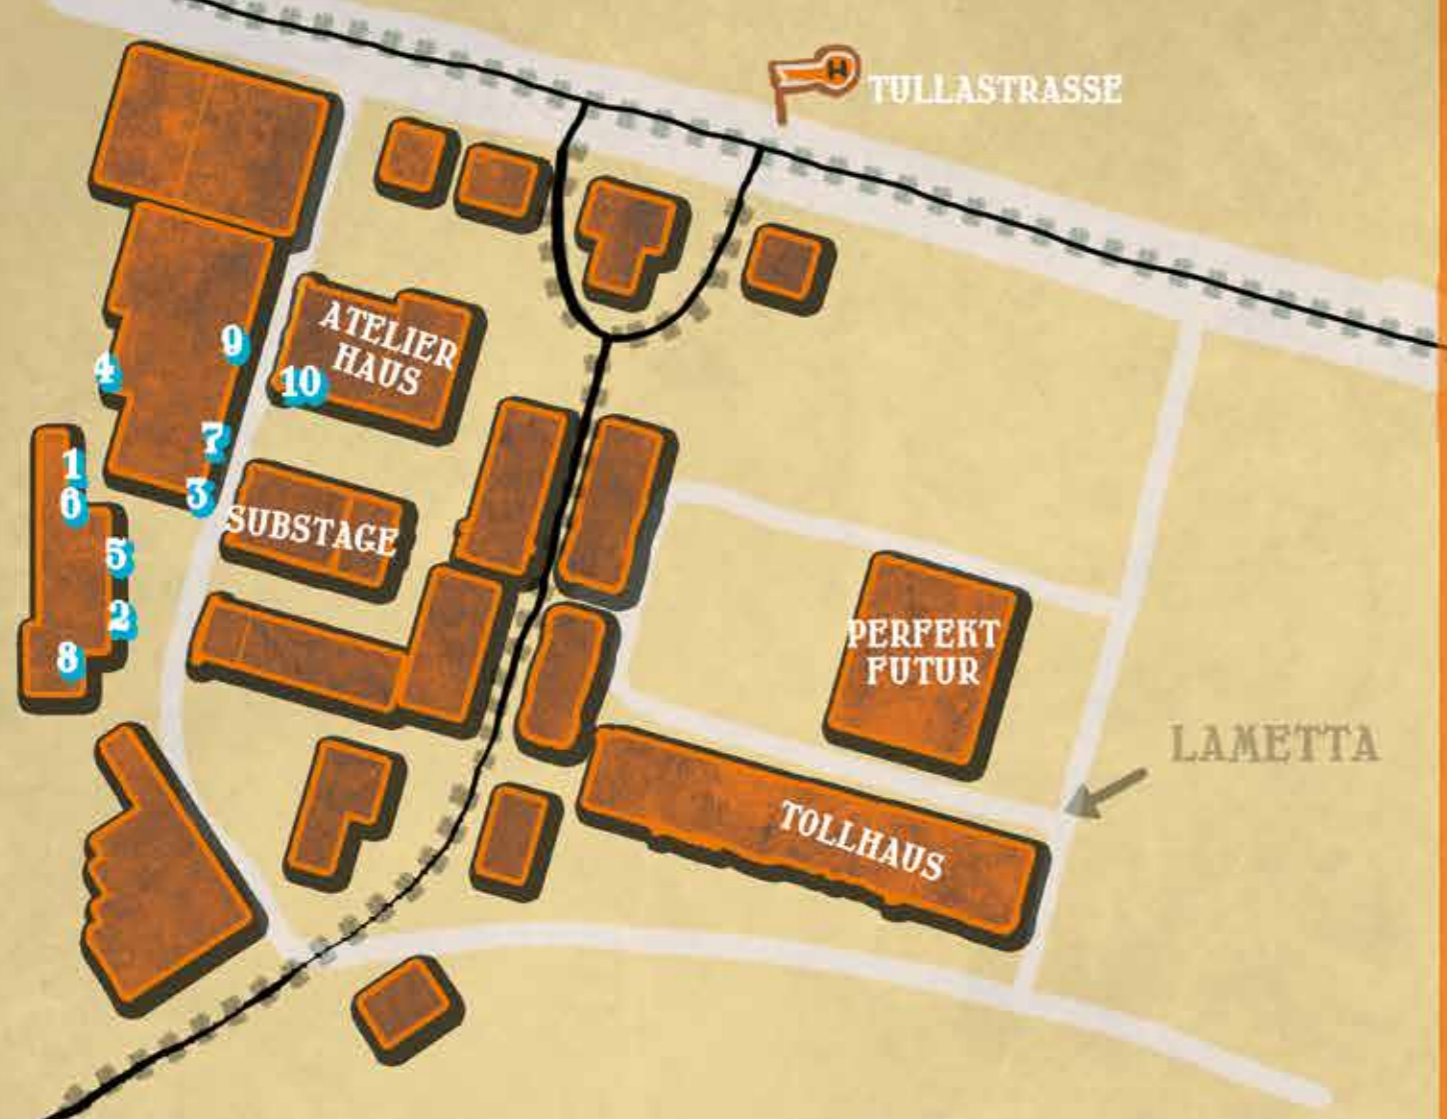 H
TULLASTRASSE
ATELIER
HAUS
9
4
10
7
1
3
6
SUBSTAGE
5
2
8
PERFEKT
FUTUR
LAMETTA
TOLLHAUS